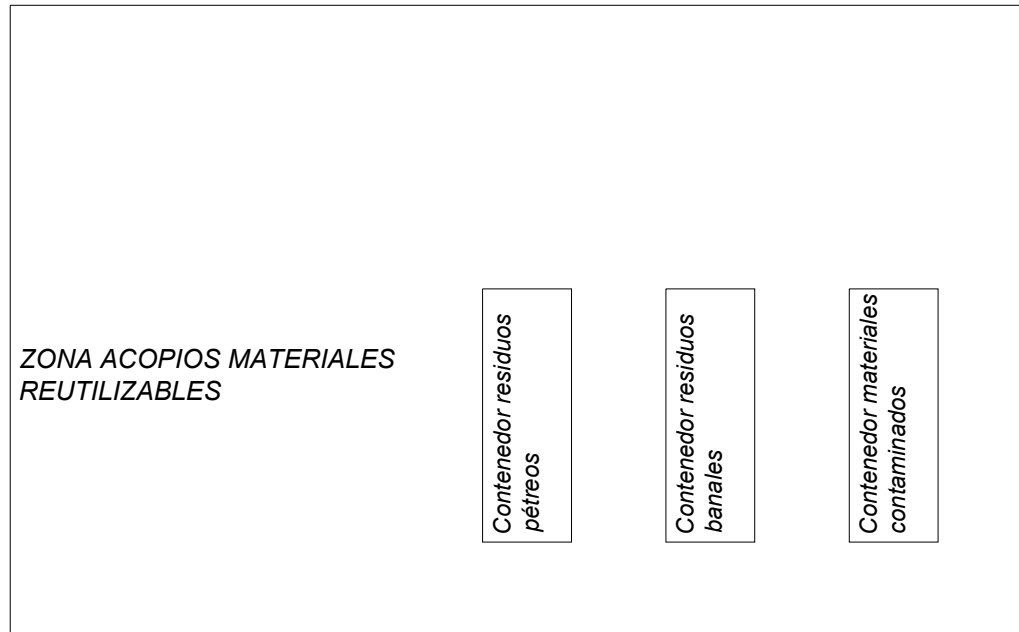 ZONA ACOPIOS MATERIALES
REUTILIZABLES
Contenedor residuos
pétreos
Contenedor residuos
banales
Contenedor materiales
contaminados